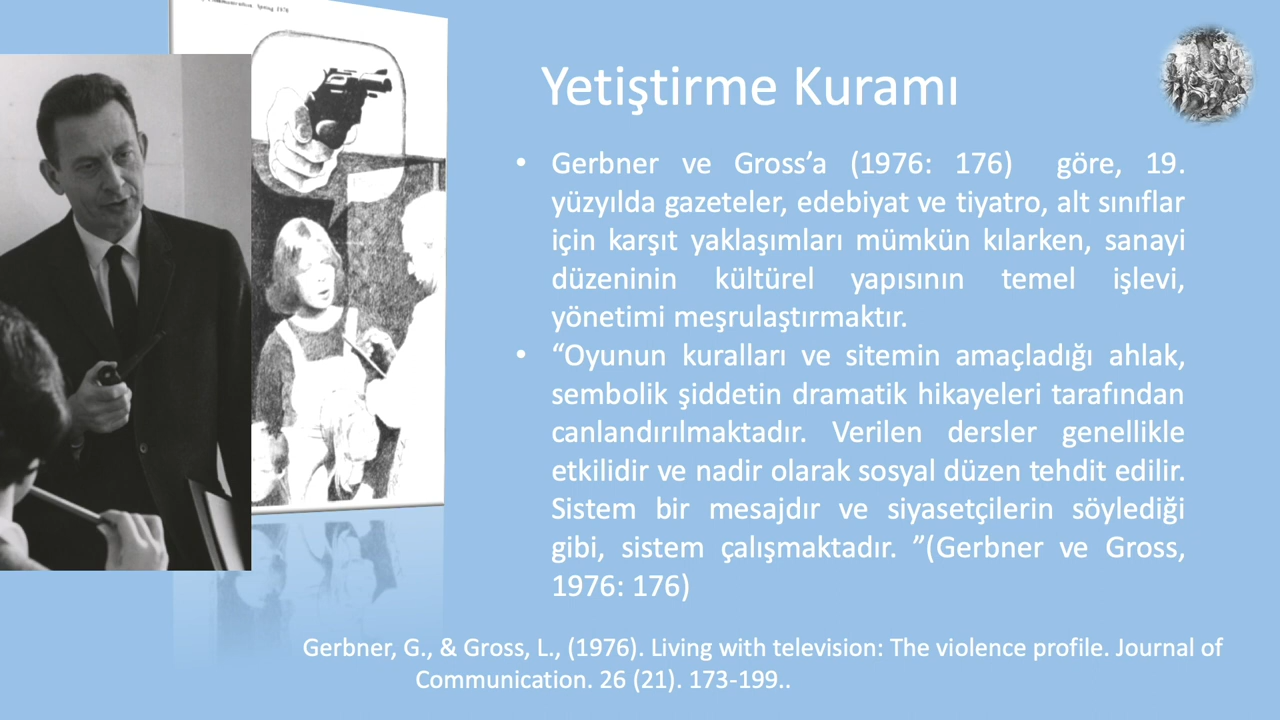 Communication, Spring 1976
Yetiştirme Kuramı
• Gerbner ve Gross’a (1976: 176) göre, 19.
yüzyılda gazeteler, edebiyat ve tiyatro, alt sınıflar
için karşıt yaklaşımları mümkün kılarken, sanayi
düzeninin kültürel yapısının temel işlevi,
yönetimi meşrulaştırmaktır.
• “Oyunun kuralları ve sitemin amaçladığı ahlak,
sembolik şiddetin dramatik hikayeleri tarafından
canlandırılmaktadır. Verilen dersler genellikle
etkilidir ve nadir olarak sosyal düzen tehdit edilir.
Sistem bir mesajdır ve siyasetçilerin söylediği
gibi, sistem çalışmaktadır. ”(Gerbner ve Gross,
1976: 176)
Gerbner, G., & Gross, L., (1976). Living with television: The violence profile. Journal of
Communication. 26 (21). 173-199..